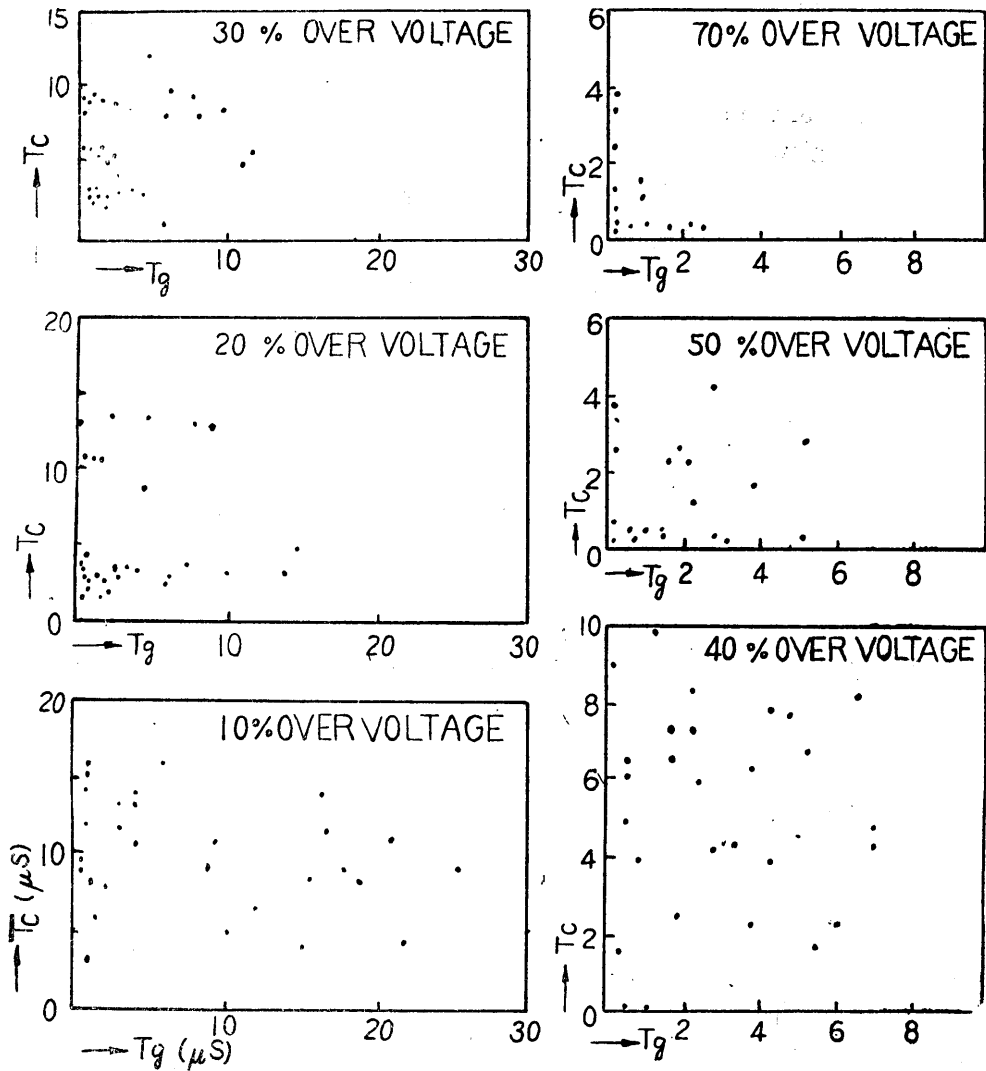 30 % OVER VOLTAGE
15
10
→ Tc
→ Tg 10 20 30
70% OVER VOLTAGE
6
4
2
0
→ Tc
→ Tg 2 4 6 8
20 % OVER VOLTAGE
20
10
0
→ Tc
→ Tg 10 20 30
50 % OVER VOLTAGE
6
4
2
0
→ Tc
→ Tg 2 4 6 8
10% OVER VOLTAGE
20
10
0
→ Tc (μS)
10 20 30
→ Tg (μS)
40 % OVER VOLTAGE
10
8
6
4
2
0
→ Tc
→ Tg 2 4 6 8